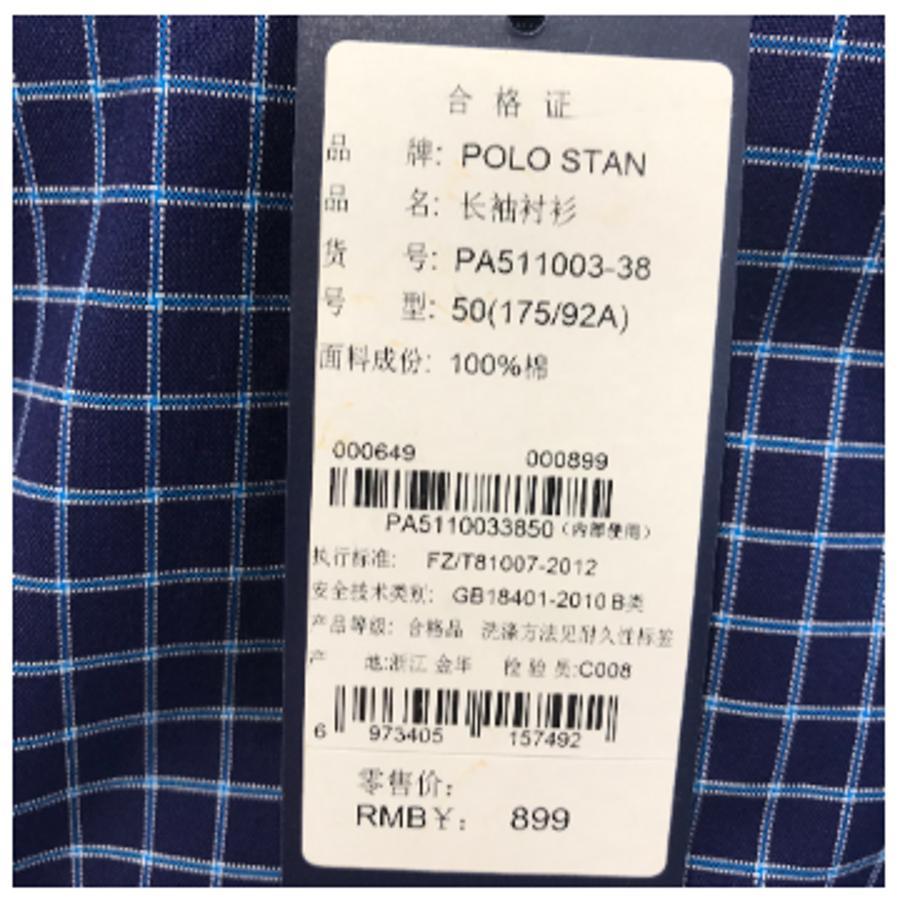 合格证
品 牌: POLO STAN
品 名: 长袖衬衫
货 号: PA511003-38
号 型: 50(175/92A)
面料成份: 100%棉
000649 000899
PA5110033850 (内部使用)
执行标准: FZ/T81007-2012
安全技术类别: GB18401-2010 B类
产品等级: 合格品 洗涤方法见耐久性标签
产 地:浙江 金华 检 验 员:C008
6 973405 157492
零售价:
RMB¥: 899